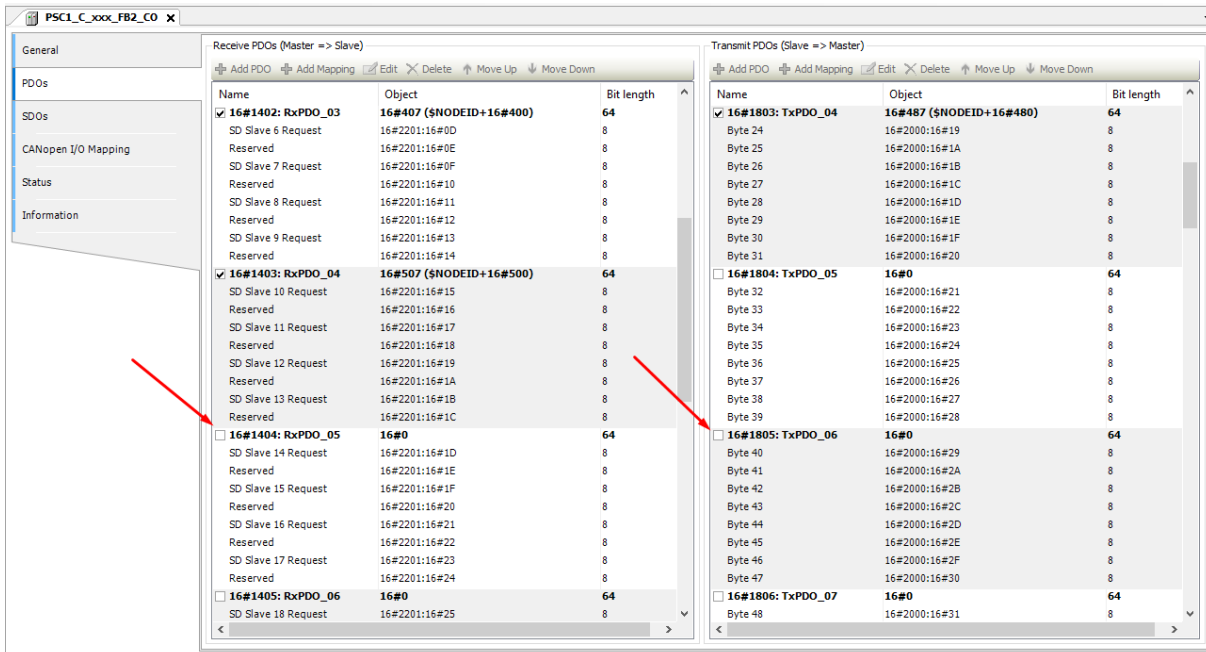 PSC1_C_xxx_FB2_CO X
General
PDOs
SDOs
CANopen I/O Mapping
Status
Information
Receive PDOs (Master => Slave)
Add PDO Add Mapping Edit Delete Move Up Move Down
Name Object Bit length
16#1402: RxPDO_03 16#407 ($NODEID+16#400) 64
SD Slave 6 Request 16#2201:16#0D 8
Reserved 16#2201:16#0E 8
SD Slave 7 Request 16#2201:16#0F 8
Reserved 16#2201:16#10 8
SD Slave 8 Request 16#2201:16#11 8
Reserved 16#2201:16#12 8
SD Slave 9 Request 16#2201:16#13 8
Reserved 16#2201:16#14 8
16#1403: RxPDO_04 16#507 ($NODEID+16#500) 64
SD Slave 10 Request 16#2201:16#15 8
Reserved 16#2201:16#16 8
SD Slave 11 Request 16#2201:16#17 8
Reserved 16#2201:16#18 8
SD Slave 12 Request 16#2201:16#19 8
Reserved 16#2201:16#1A 8
SD Slave 13 Request 16#2201:16#1B 8
Reserved 16#2201:16#1C 8
16#1404: RxPDO_05 16#0 64
SD Slave 14 Request 16#2201:16#1D 8
Reserved 16#2201:16#1E 8
SD Slave 15 Request 16#2201:16#1F 8
Reserved 16#2201:16#20 8
SD Slave 16 Request 16#2201:16#21 8
Reserved 16#2201:16#22 8
SD Slave 17 Request 16#2201:16#23 8
Reserved 16#2201:16#24 8
16#1405: RxPDO_06 16#0 64
SD Slave 18 Request 16#2201:16#25 8
Transmit PDOs (Slave => Master)
Add PDO Add Mapping Edit Delete Move Up Move Down
Name Object Bit length
16#1803: TxPDO_04 16#487 ($NODEID+16#480) 64
Byte 24 16#2000:16#19 8
Byte 25 16#2000:16#1A 8
Byte 26 16#2000:16#1B 8
Byte 27 16#2000:16#1C 8
Byte 28 16#2000:16#1D 8
Byte 29 16#2000:16#1E 8
Byte 30 16#2000:16#1F 8
Byte 31 16#2000:16#20 8
16#1804: TxPDO_05 16#0 64
Byte 32 16#2000:16#21 8
Byte 33 16#2000:16#22 8
Byte 34 16#2000:16#23 8
Byte 35 16#2000:16#24 8
Byte 36 16#2000:16#25 8
Byte 37 16#2000:16#26 8
Byte 38 16#2000:16#27 8
Byte 39 16#2000:16#28 8
16#1805: TxPDO_06 16#0 64
Byte 40 16#2000:16#29 8
Byte 41 16#2000:16#2A 8
Byte 42 16#2000:16#2B 8
Byte 43 16#2000:16#2C 8
Byte 44 16#2000:16#2D 8
Byte 45 16#2000:16#2E 8
Byte 46 16#2000:16#2F 8
Byte 47 16#2000:16#30 8
16#1806: TxPDO_07 16#0 64
Byte 48 16#2000:16#31 8